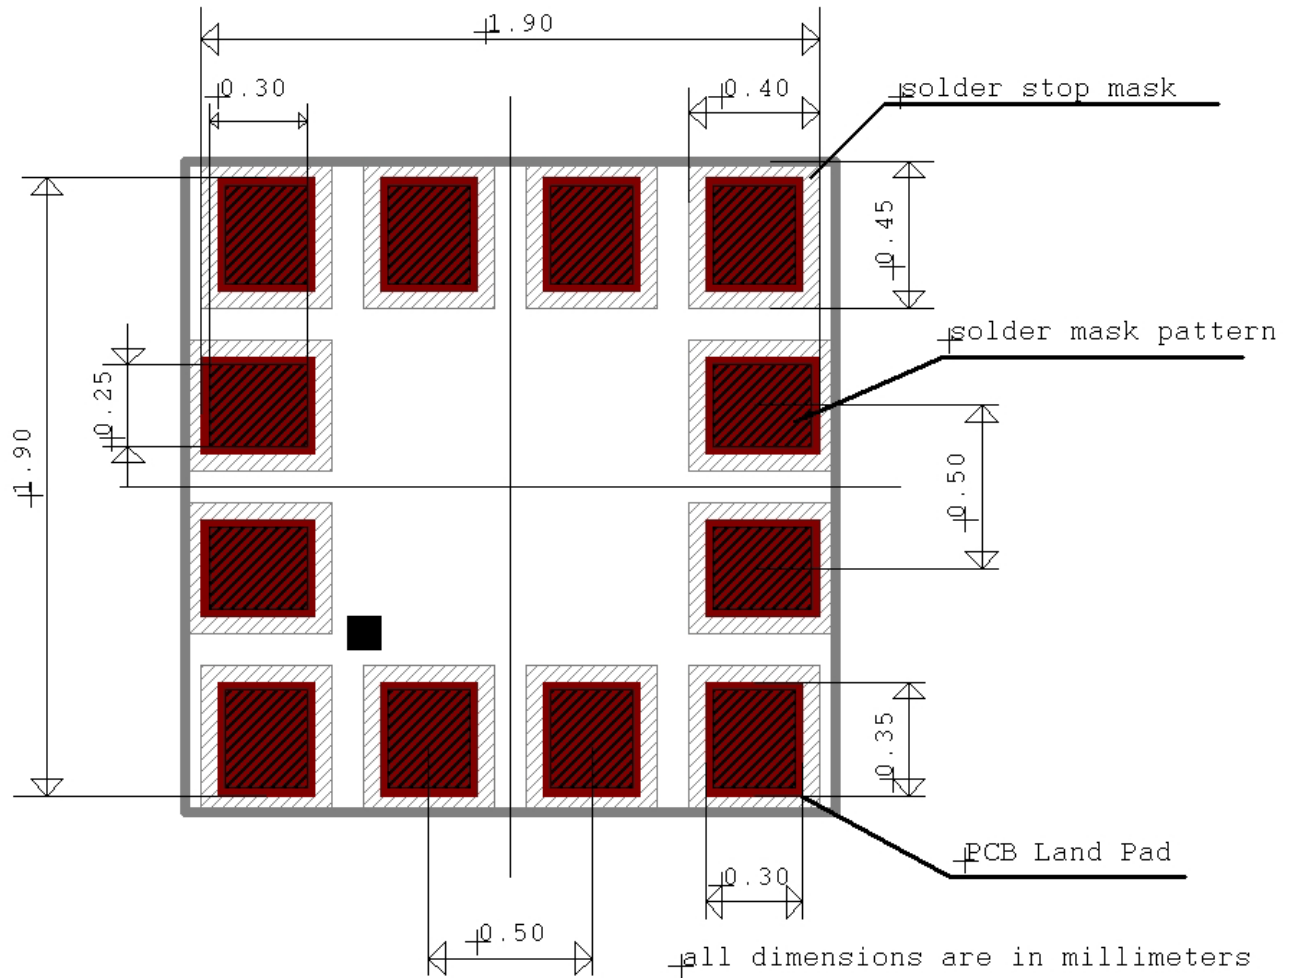 1.90
0.30
0.40
solder stop mask
0.45
solder mask pattern
0.25
1.90
0.50
0.35
PCB Land Pad
0.30
0.50
all dimensions are in millimeters